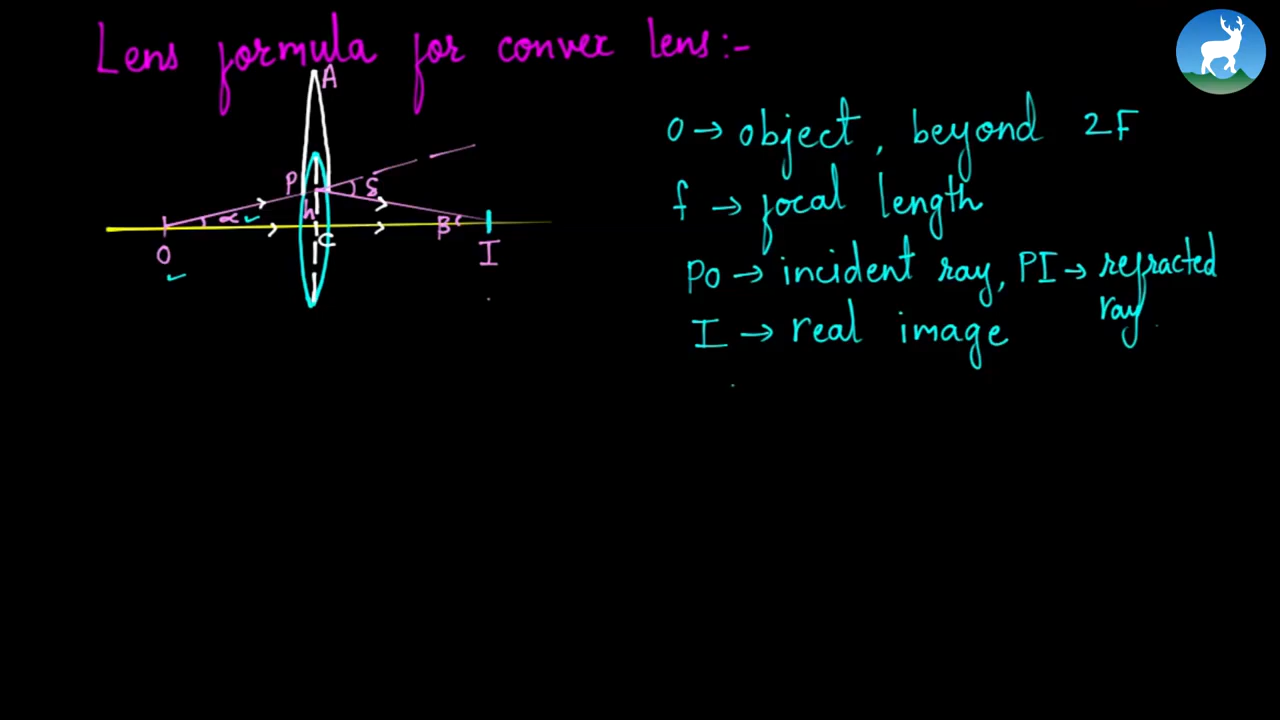 Lens formula for convex lens:-
A
O → object, beyond 2F
P δ
f → focal length
h
α β
C
O I
PO → incident ray, PI → refracted
ray
I → real image